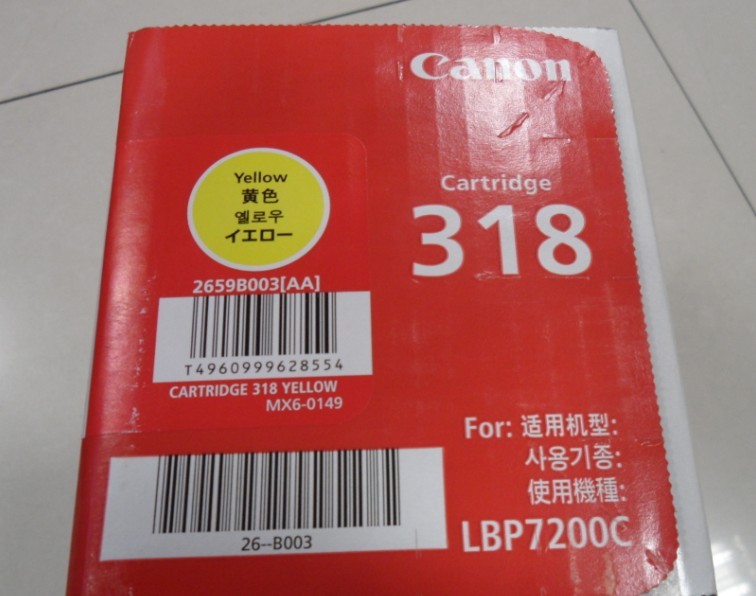 Canon
Cartridge
318
Yellow
黄色
옐로우
イエロー
2659B003[AA]
T4960999628554
CARTRIDGE 318 YELLOW
MX6-0149
For: 适用机型:
사용기종:
使用機種:
LBP7200C
26--B003